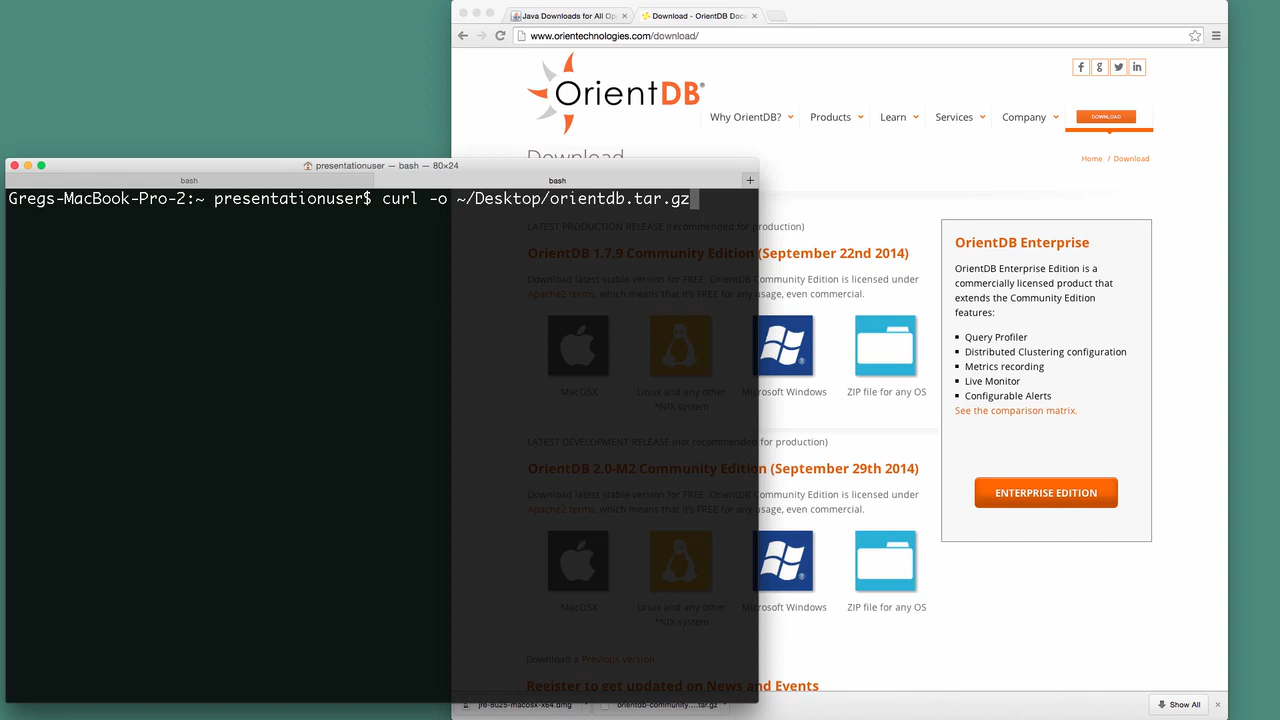 Java Downloads for All Ope
Download - OrientDB Doc
www.orientechnologies.com/download/
OrientDB®
Why OrientDB?
Products
Learn
Services
Company
DOWNLOAD
Download
Home / Download
presentationuser — bash — 80×24
bash
bash
Gregs-MacBook-Pro-2:~ presentationuser$ curl -o ~/Desktop/orientdb.tar.gz
LATEST PRODUCTION RELEASE (recommended for production)
OrientDB 1.7.9 Community Edition (September 22nd 2014)
Download latest stable version for FREE. OrientDB Community Edition is licensed under
Apache2 terms, which means that it's FREE for any usage, even commercial.
MacOSX
Linux and any other
*NIX system
Microsoft Windows
ZIP file for any OS
LATEST DEVELOPMENT RELEASE (not recommended for production)
OrientDB 2.0-M2 Community Edition (September 29th 2014)
Download latest stable version for FREE. OrientDB Community Edition is licensed under
Apache2 terms, which means that it's FREE for any usage, even commercial.
MacOSX
Linux and any other
*NIX system
Microsoft Windows
ZIP file for any OS
Download a Previous version
Register to get updated on News and Events
OrientDB Enterprise
OrientDB Enterprise Edition is a
commercially licensed product that
extends the Community Edition
features:
Query Profiler
Distributed Clustering configuration
Metrics recording
Live Monitor
Configurable Alerts
See the comparison matrix.
ENTERPRISE EDITION
jre-8u25-macosx-x64.dmg
orientdb-community....tar.gz
Show All